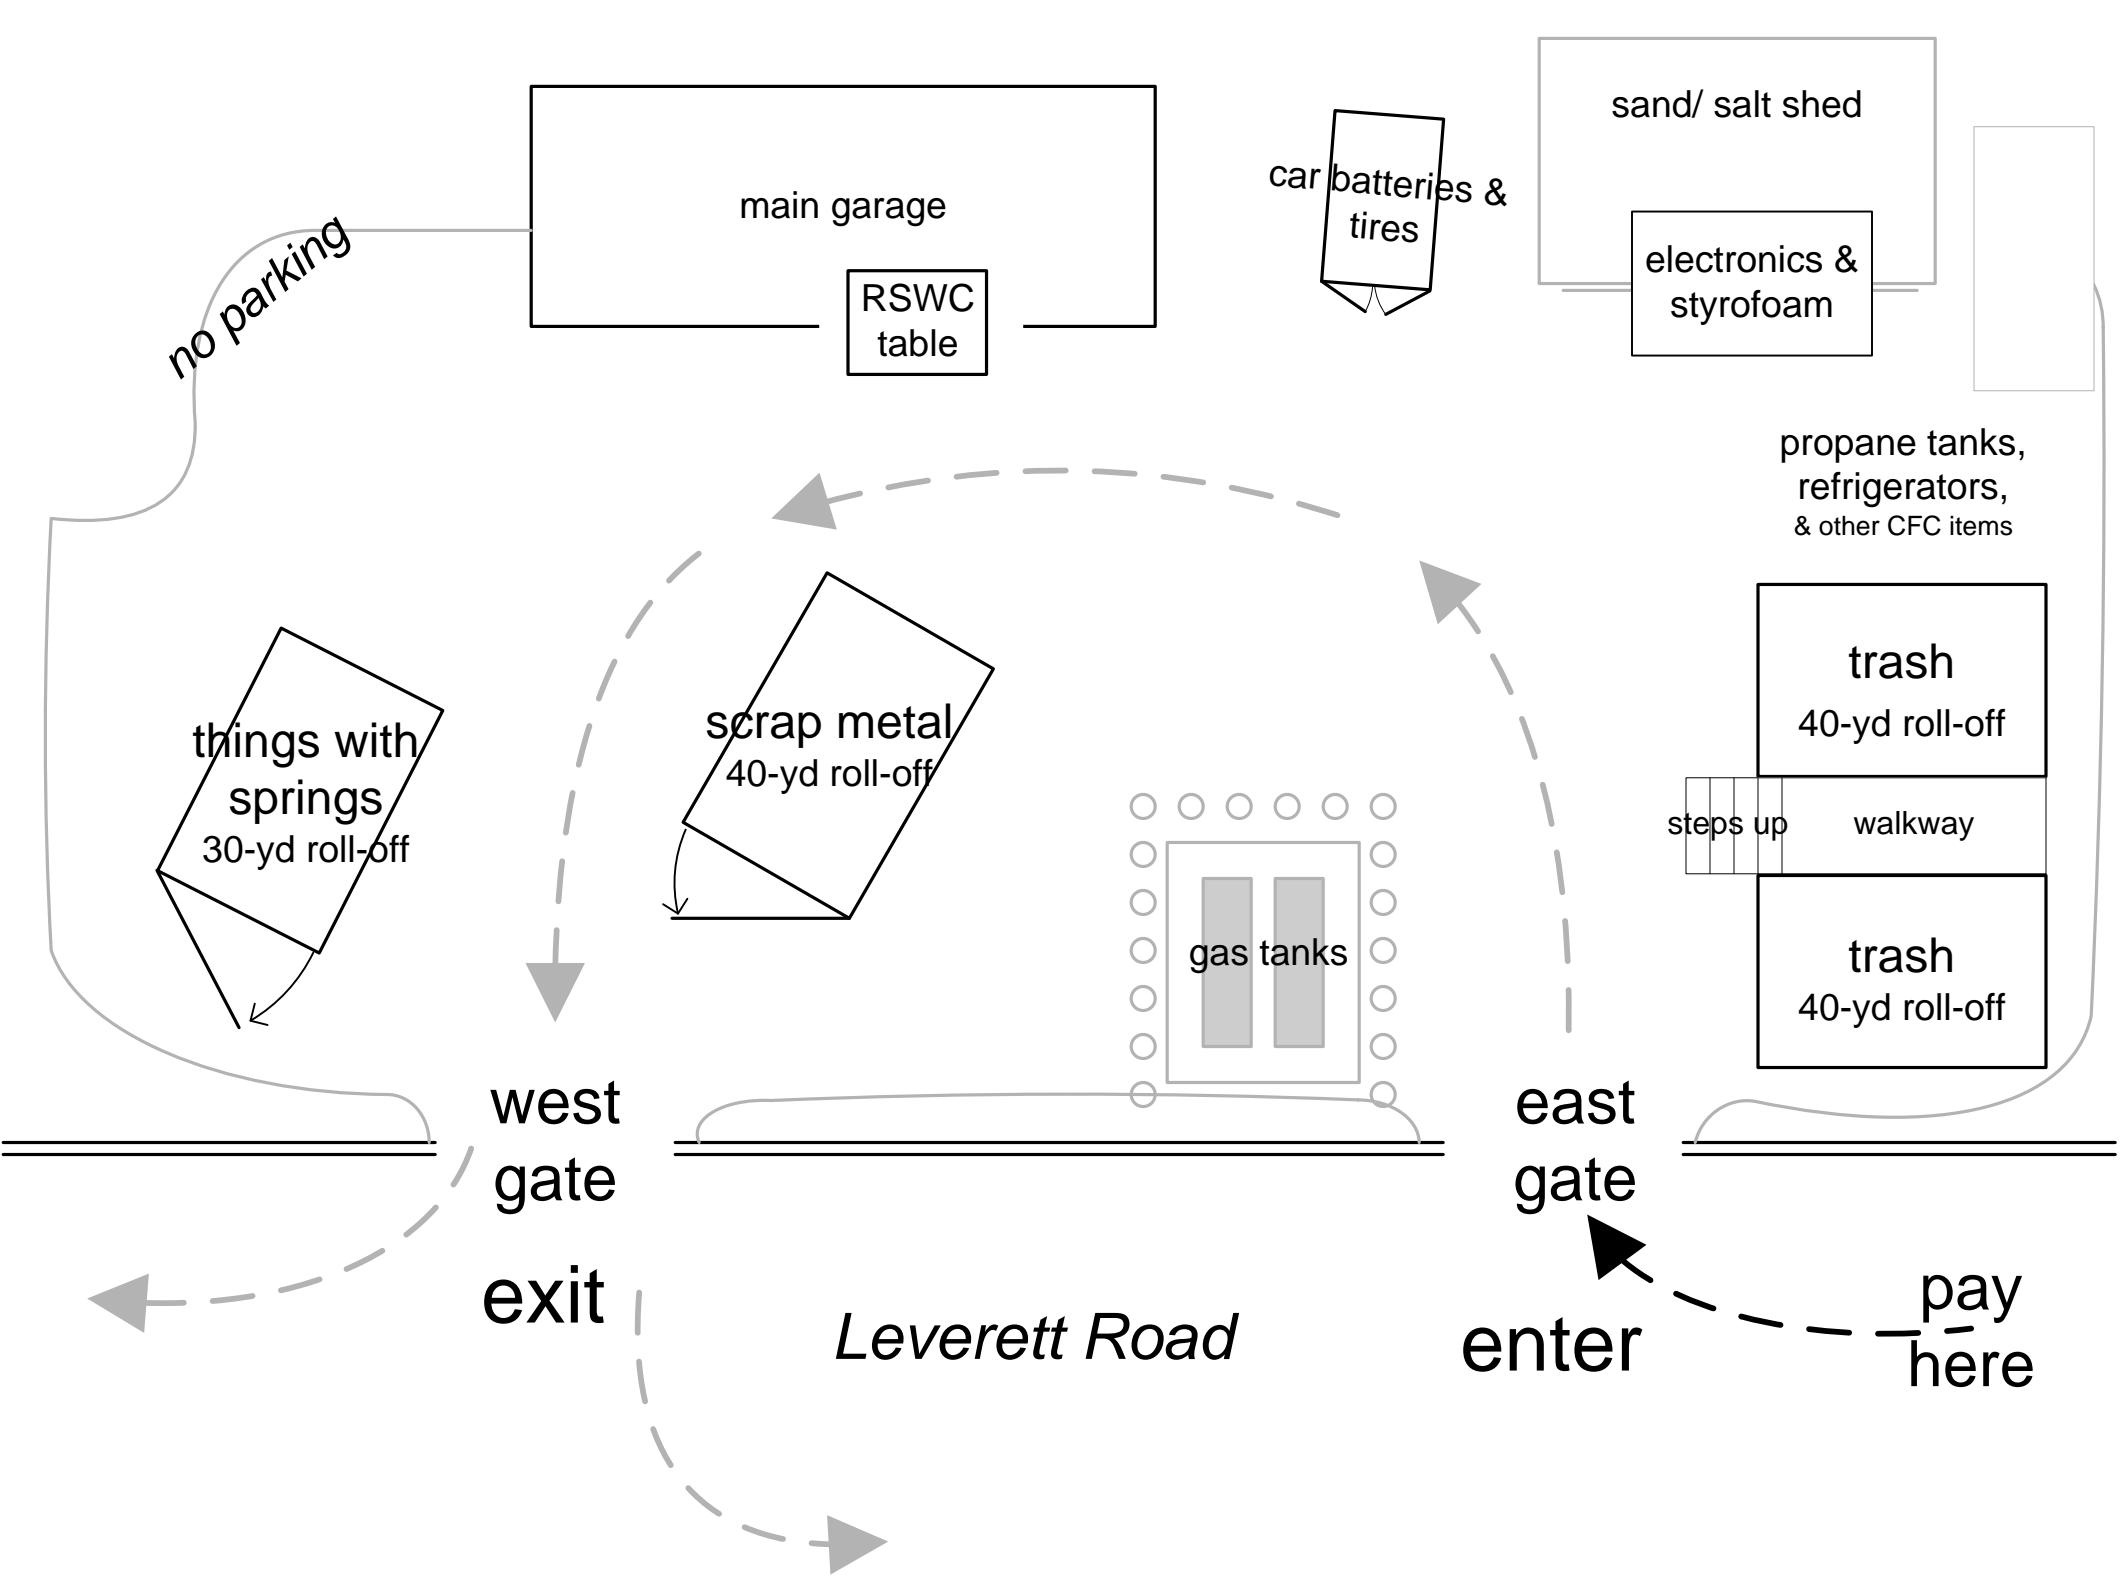 sand/ salt shed
main garage
car batteries &
tires
no parking
electronics &
styrofoam
RSWC
table
propane tanks,
refrigerators,
& other CFC items
trash
40-yd roll-off
things with
springs
30-yd roll-off
scrap metal
40-yd roll-off
steps up
walkway
gas tanks
trash
40-yd roll-off
west
gate
east
gate
exit
Leverett Road
enter
pay
here